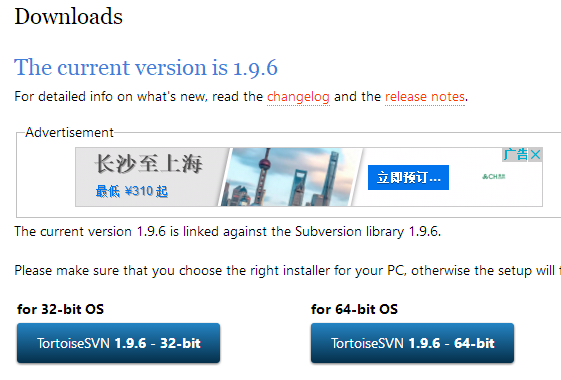 Downloads
The current version is 1.9.6
For detailed info on what's new, read the changelog and the release notes.
Advertisement
长沙至上海
广告
最低 ¥310 起
立即预订...
The current version 1.9.6 is linked against the Subversion library 1.9.6.
Please make sure that you choose the right installer for your PC, otherwise the setup will
for 32-bit OS
for 64-bit OS
TortoiseSVN 1.9.6 - 32-bit
TortoiseSVN 1.9.6 - 64-bit